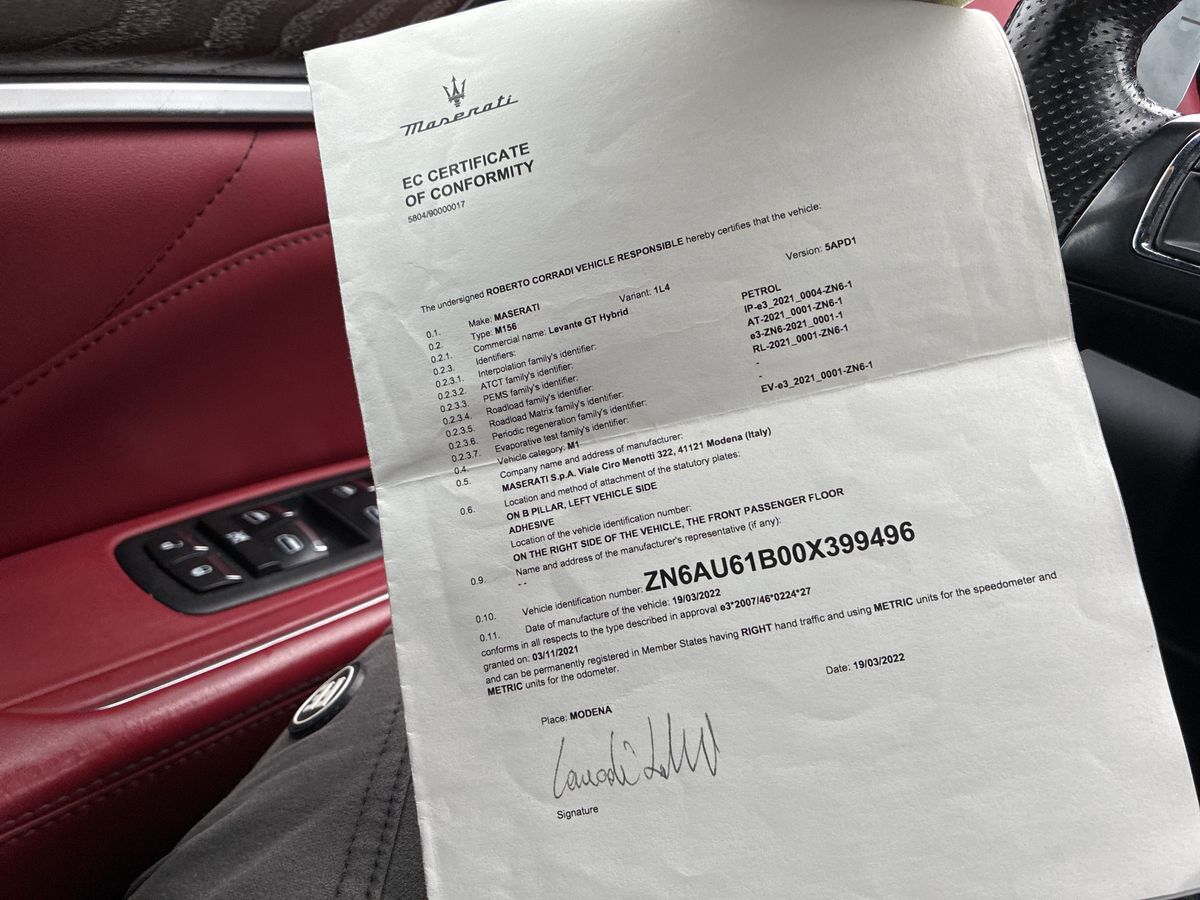 Maserati
EC CERTIFICATE
OF CONFORMITY
5804/90000017
The undersigned ROBERTO CORRADI VEHICLE RESPONSIBLE hereby certifies that the vehicle:
0.1. Make: MASERATI
0.2. Type: M156 Variant: 1L4 Version: 5APD1
0.2.1. Commercial name: Levante GT Hybrid
0.2.3. Identifiers: PETROL
0.2.3.1. Interpolation family's identifier: IP-e3_2021_0004-ZN6-1
0.2.3.2. ATCT family's identifier: AT-2021_0001-ZN6-1
0.2.3.3. PEMS family's identifier: e3-ZN6-2021_0001-1
0.2.3.4. Roadload family's identifier: RL-2021_0001-ZN6-1
0.2.3.5. Roadload Matrix family's identifier: -
0.2.3.6. Periodic regeneration family's identifier: -
0.2.3.7. Evaporative test family's identifier: EV-e3_2021_0001-ZN6-1
0.4. Vehicle category: M1
0.5. Company name and address of manufacturer:
MASERATI S.p.A. Viale Ciro Menotti 322, 41121 Modena (Italy)
0.6. Location and method of attachment of the statutory plates:
ON B PILLAR, LEFT VEHICLE SIDE
ADHESIVE
Location of the vehicle identification number:
ON THE RIGHT SIDE OF THE VEHICLE, THE FRONT PASSENGER FLOOR
0.9. Name and address of the manufacturer's representative (if any):
- -
0.10. Vehicle identification number: ZN6AU61B00X399496
0.11. Date of manufacture of the vehicle: 19/03/2022
conforms in all respects to the type described in approval e3*2007/46*0224*27
granted on: 03/11/2021
and can be permanently registered in Member States having RIGHT hand traffic and using METRIC units for the speedometer and
METRIC units for the odometer.
Place: MODENA Date: 19/03/2022
Signature